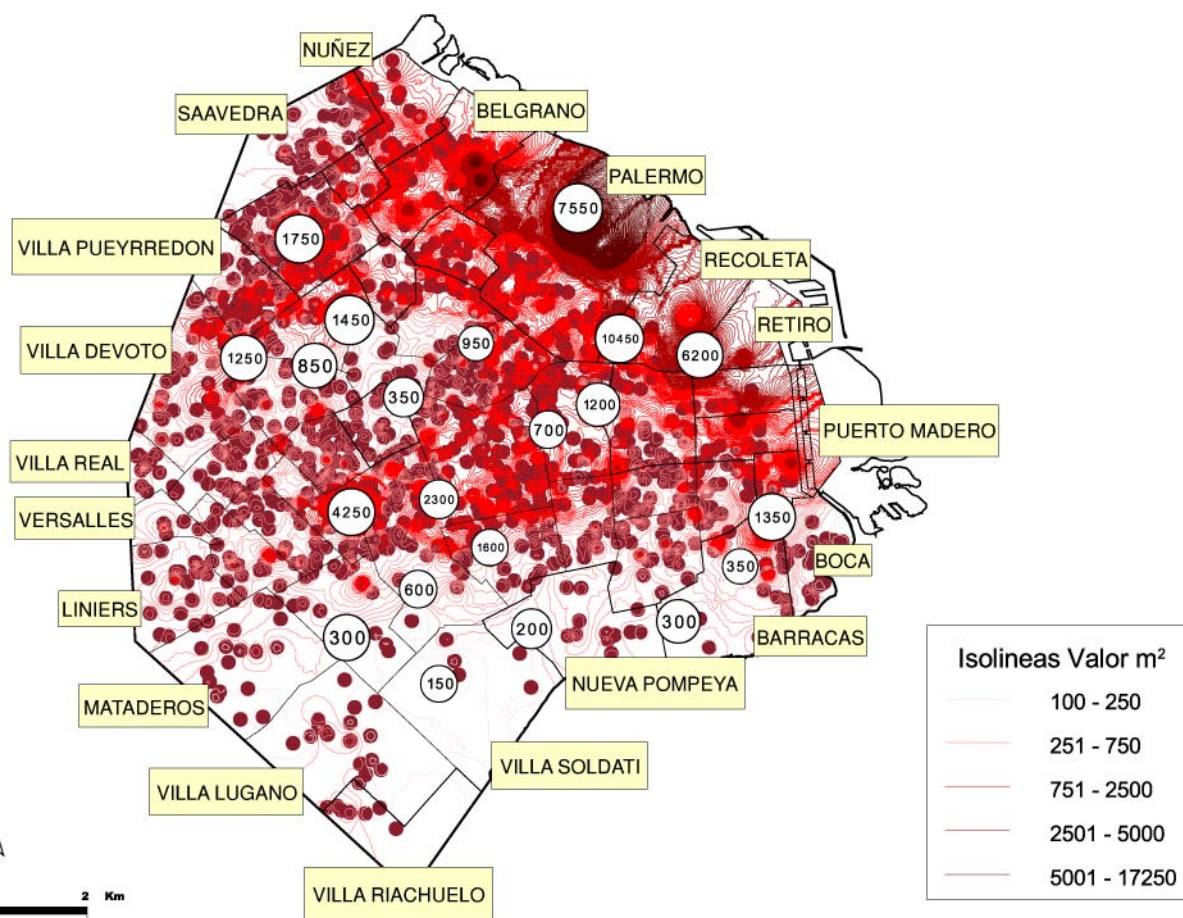 NUÑEZ
SAAVEDRA
BELGRANO
PALERMO
7550
VILLA PUEYRREDON
1750
RECOLETA
RETIRO
1450
10450
950
6200
VILLA DEVOTO
1250
850
350
1200
700
PUERTO MADERO
VILLA REAL
VERSALLES
2300
4250
1350
1600
350
BOCA
600
LINIERS
300
200
300
BARRACAS
150
NUEVA POMPEYA
MATADEROS
VILLA SOLDATI
VILLA LUGANO
VILLA RIACHUELO
2 Km
Isolineas Valor m²
100 - 250
251 - 750
751 - 2500
2501 - 5000
5001 - 17250